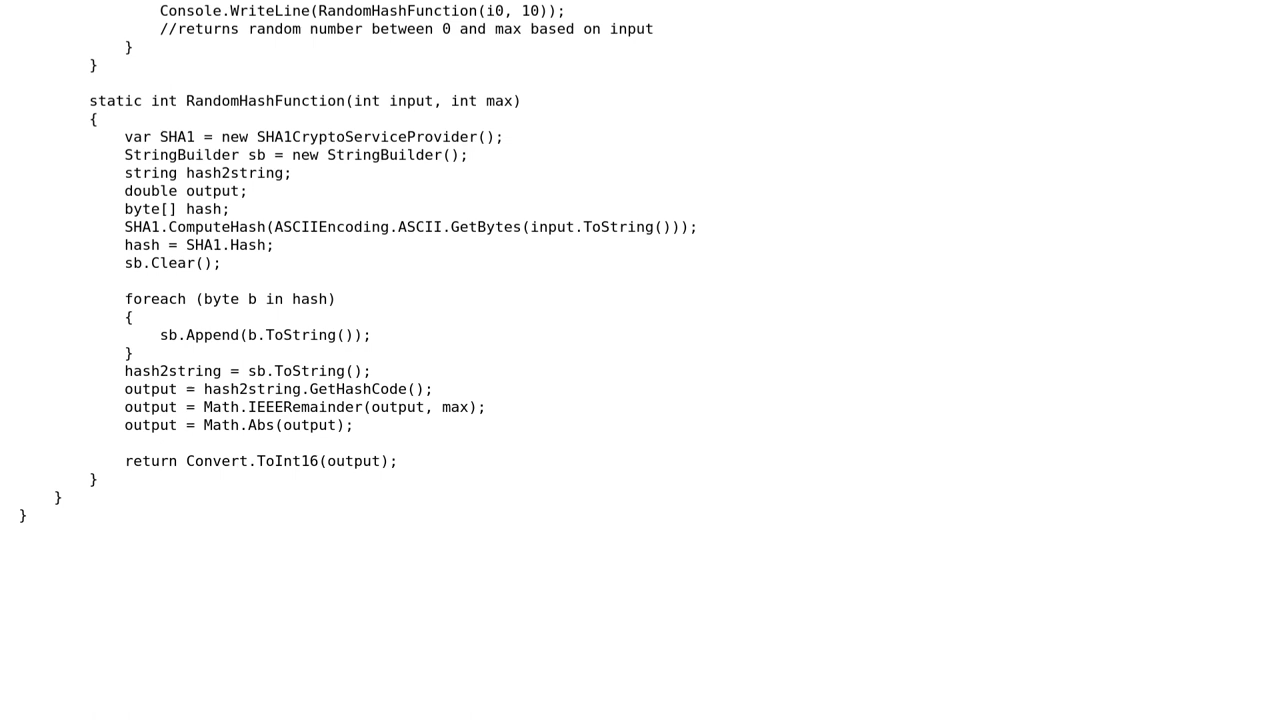 Console.WriteLine(RandomHashFunction(i0, 10));
//returns random number between 0 and max based on input
}
}
static int RandomHashFunction(int input, int max)
{
var SHA1 = new SHA1CryptoServiceProvider();
StringBuilder sb = new StringBuilder();
string hash2string;
double output;
byte[] hash;
SHA1.ComputeHash(ASCIIEncoding.ASCII.GetBytes(input.ToString()));
hash = SHA1.Hash;
sb.Clear();
foreach (byte b in hash)
{
sb.Append(b.ToString());
}
hash2string = sb.ToString();
output = hash2string.GetHashCode();
output = Math.IEEERemainder(output, max);
output = Math.Abs(output);
return Convert.ToInt16(output);
}
}
}